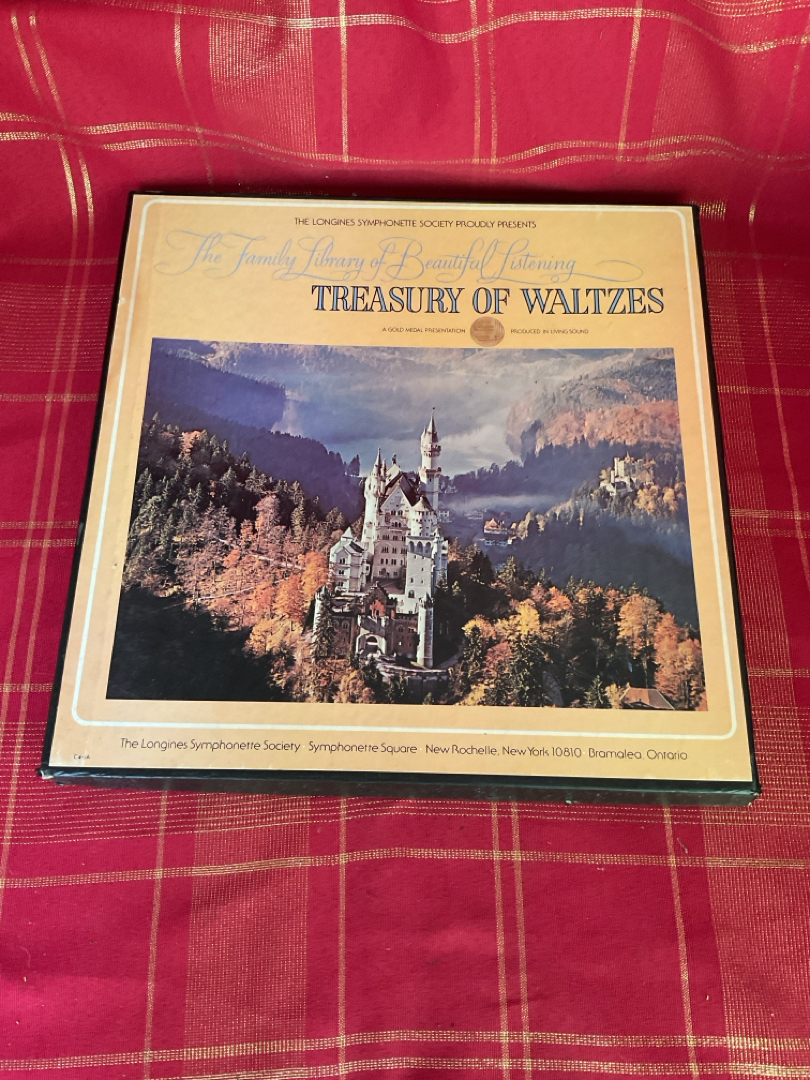 THE LONGINES SYMPHONETTE SOCIETY PROUDLY PRESENTS
The Family Library of Beautiful Listening
TREASURY OF WALTZES
A GOLD MEDAL PRESENTATION PRODUCED IN LIVING SOUND
The Longines Symphonette Society · Symphonette Square · New Rochelle, New York 10810 · Bramalea, Ontario